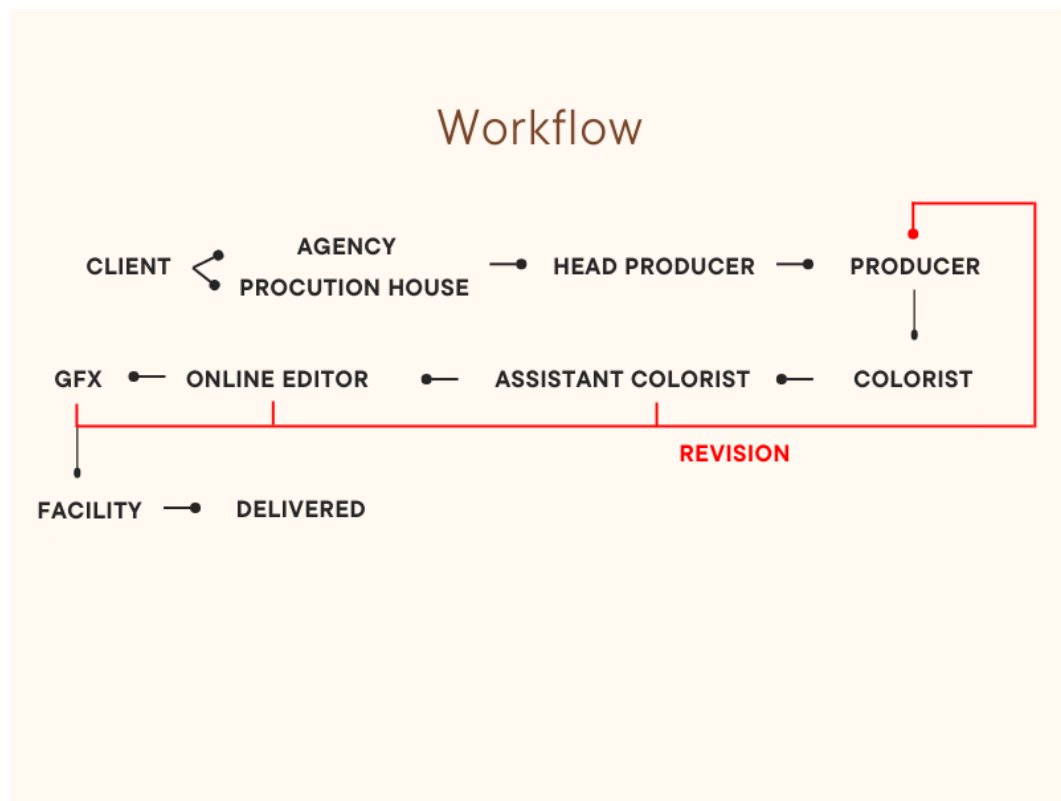 Workflow
CLIENT
AGENCY
PROCUTION HOUSE
HEAD PRODUCER
PRODUCER
GFX
ONLINE EDITOR
ASSISTANT COLORIST
COLORIST
REVISION
FACILITY
DELIVERED